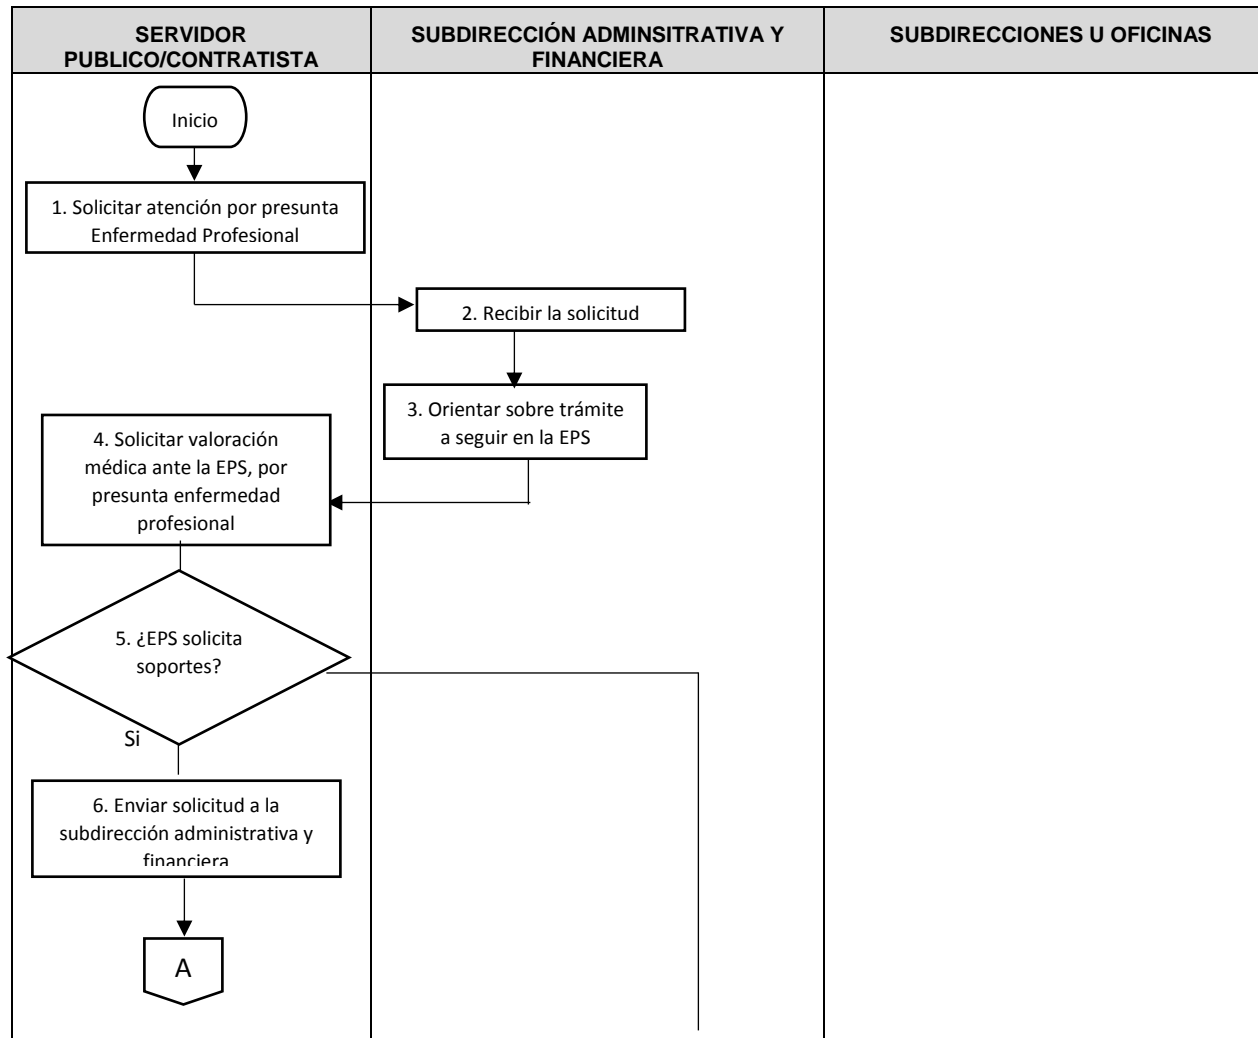 SERVIDOR
PUBLICO/CONTRATISTA
SUBDIRECCIÓN ADMINSITRATIVA Y
FINANCIERA
SUBDIRECCIONES U OFICINAS
Inicio
1. Solicitar atención por presunta
Enfermedad Profesional
2. Recibir la solicitud
3. Orientar sobre trámite
a seguir en la EPS
4. Solicitar valoración
médica ante la EPS, por
presunta enfermedad
profesional
5. ¿EPS solicita
soportes?
Si
6. Enviar solicitud a la
subdirección administrativa y
financiera
A